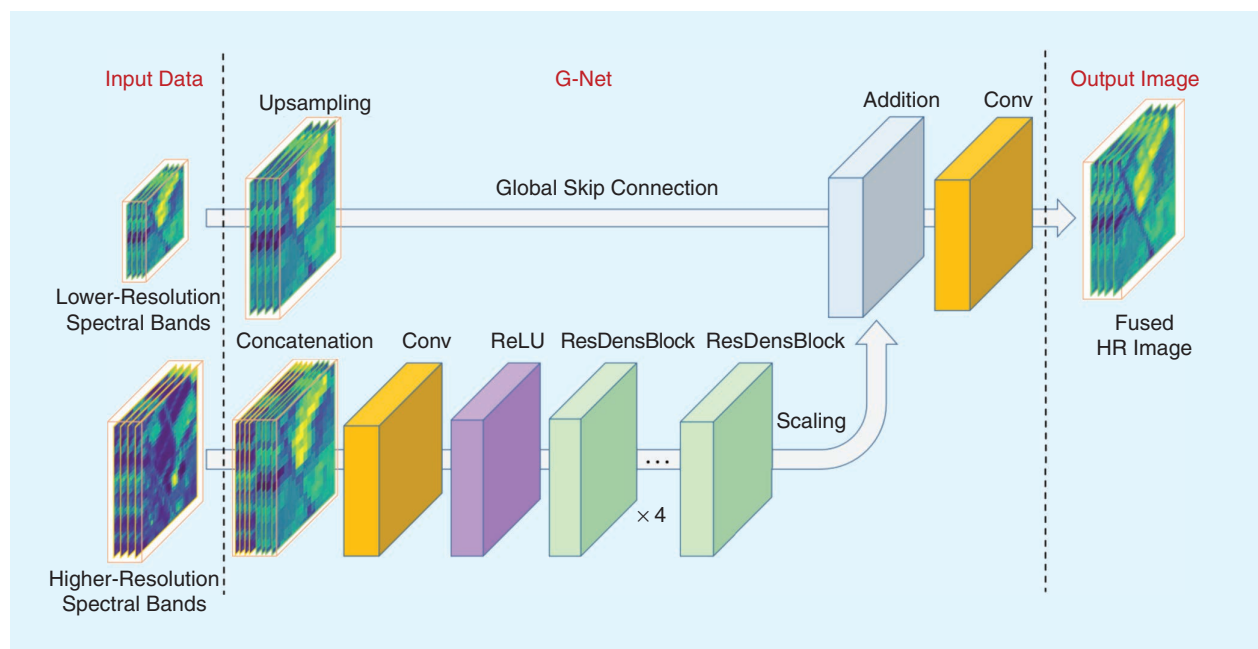 Input Data
G-Net
Output Image
Upsampling
Addition
Conv
Global Skip Connection
Lower-Resolution
Spectral Bands
Fused
HR Image
Concatenation
Conv
ReLU
ResDensBlock
ResDensBlock
Scaling
...
× 4
Higher-Resolution
Spectral Bands